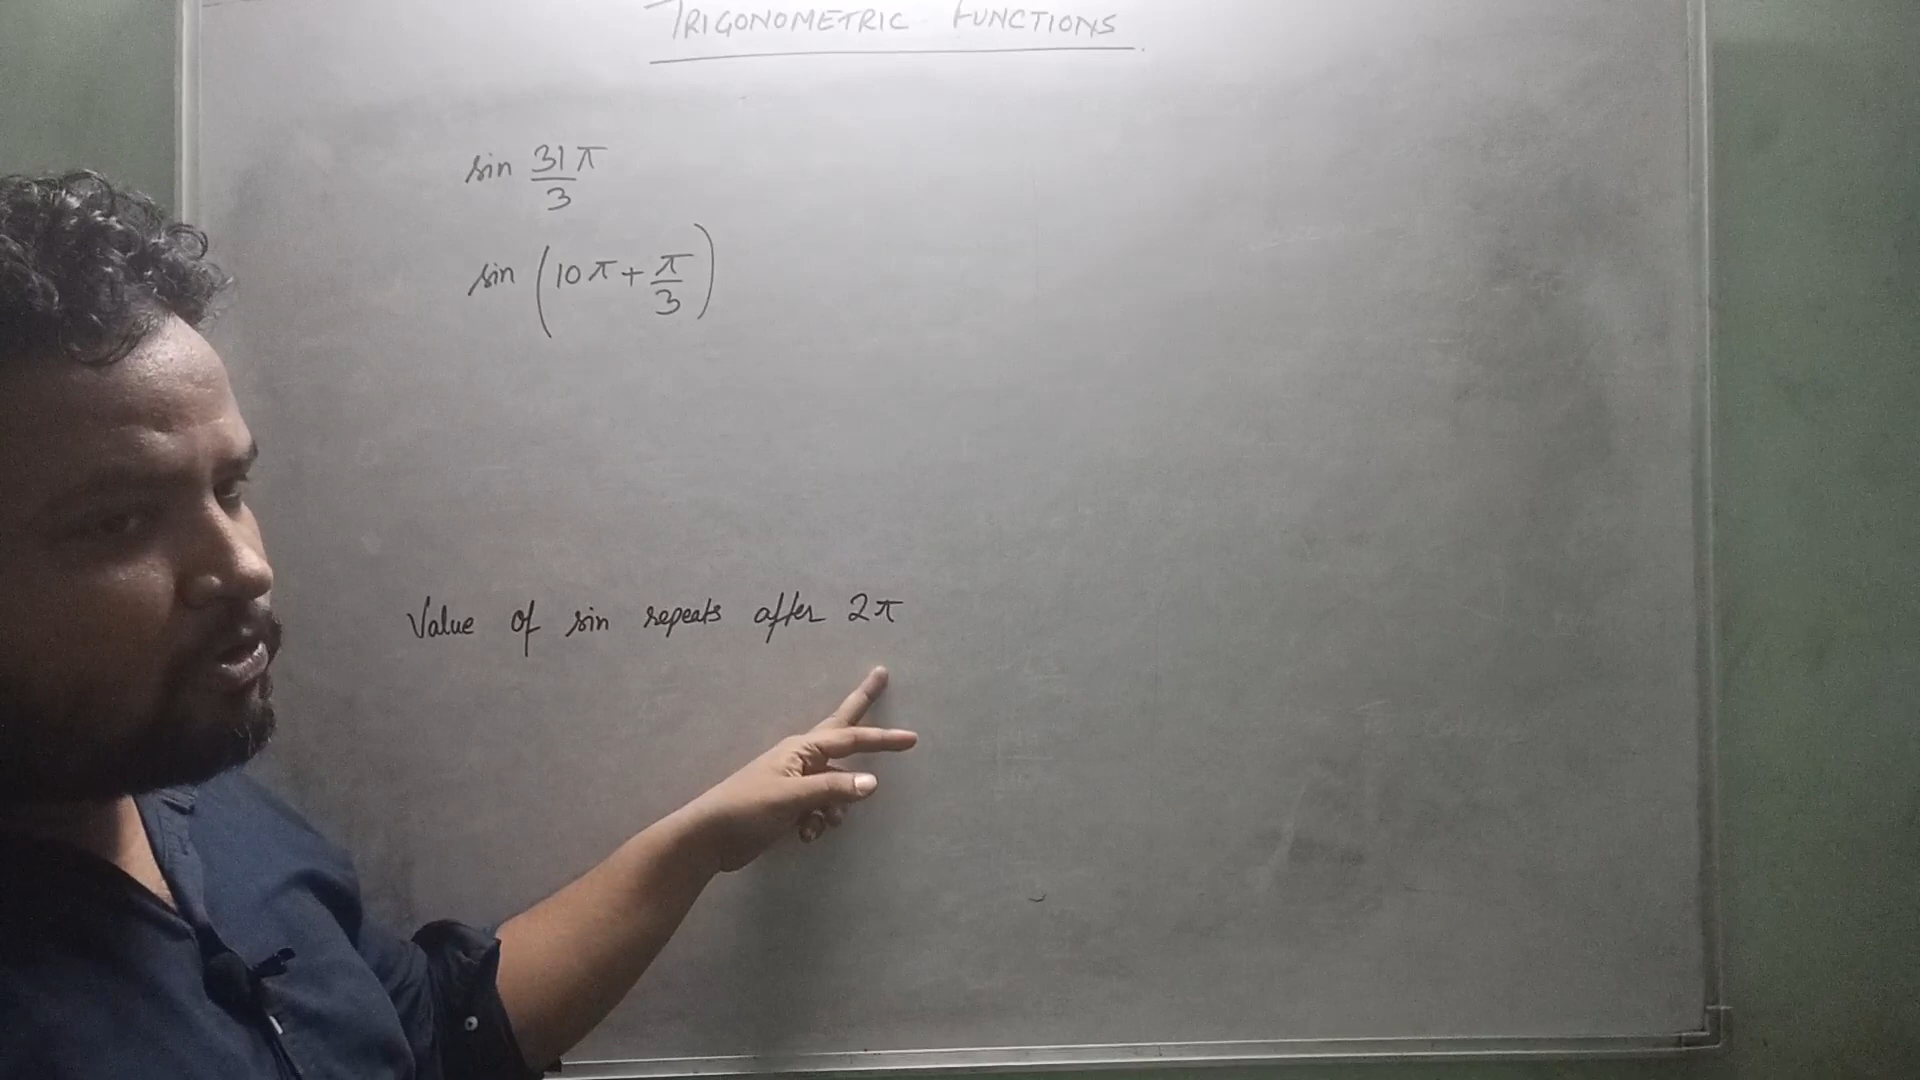 TRIGONOMETRIC FUNCTIONS
sin 31π/3
sin (10π + π/3)
Value of sin repeats after 2π